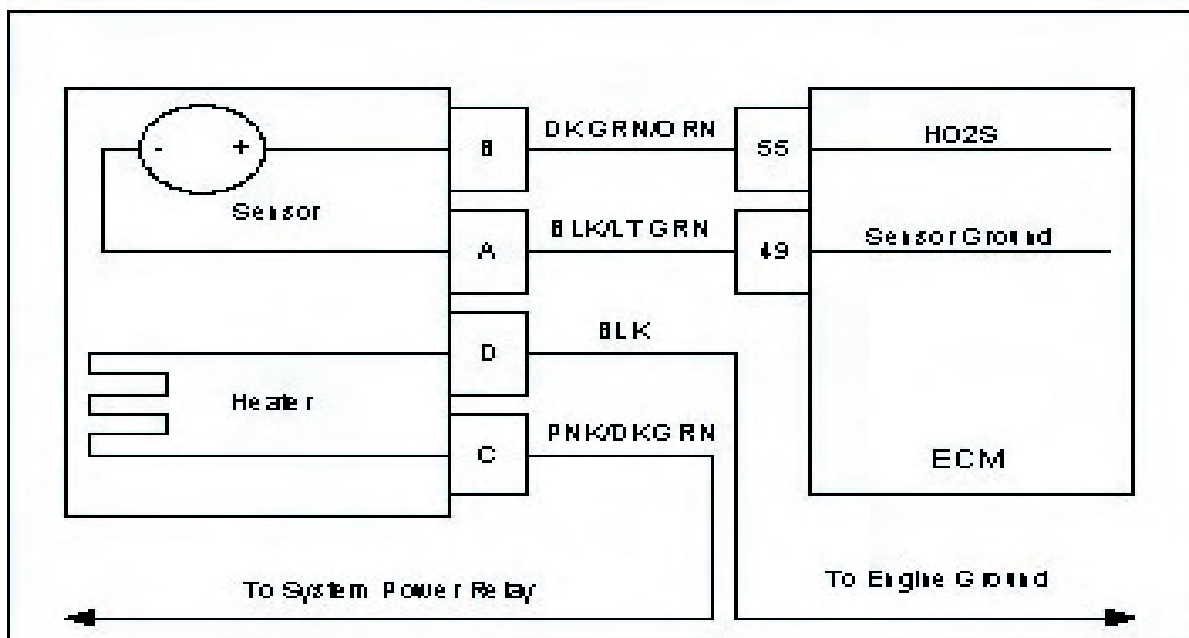 B
DKGRN/ORN
55
HO2S
- +
Sensor
A
BLK/LTGRN
49
Sensor Ground
D
BLK
Heater
C
PNK/DKGRN
ECM
To System Power Relay
To Engine Ground